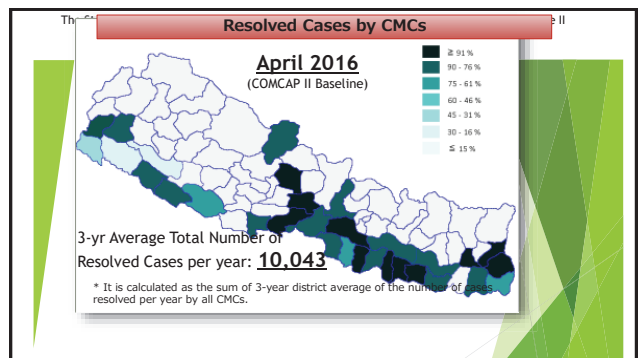 Resolved Cases by CMCs
April 2016
(COMCAP II Baseline)
≧ 91 %
90 - 76 %
75 - 61 %
60 - 46 %
45 - 31 %
30 - 16 %
≦ 15 %
3-yr Average Total Number of
Resolved Cases per year: 10,043
* It is calculated as the sum of 3-year district average of the number of cases
resolved per year by all CMCs.